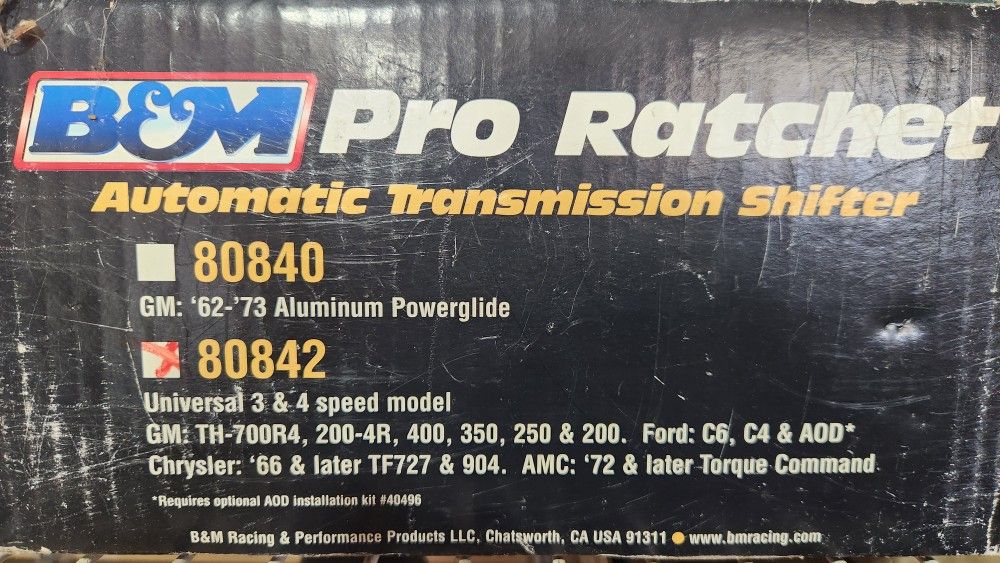 B&M Pro Ratchet
Automatic Transmission Shifter
80840
GM: '62-'73 Aluminum Powerglide
80842
Universal 3 & 4 speed model
GM: TH-700R4, 200-4R, 400, 350, 250 & 200. Ford: C6, C4 & AOD*
Chrysler: '66 & later TF727 & 904. AMC: '72 & later Torque Command
*Requires optional AOD installation kit #40496
B&M Racing & Performance Products LLC, Chatsworth, CA USA 91311 ● www.bmracing.com